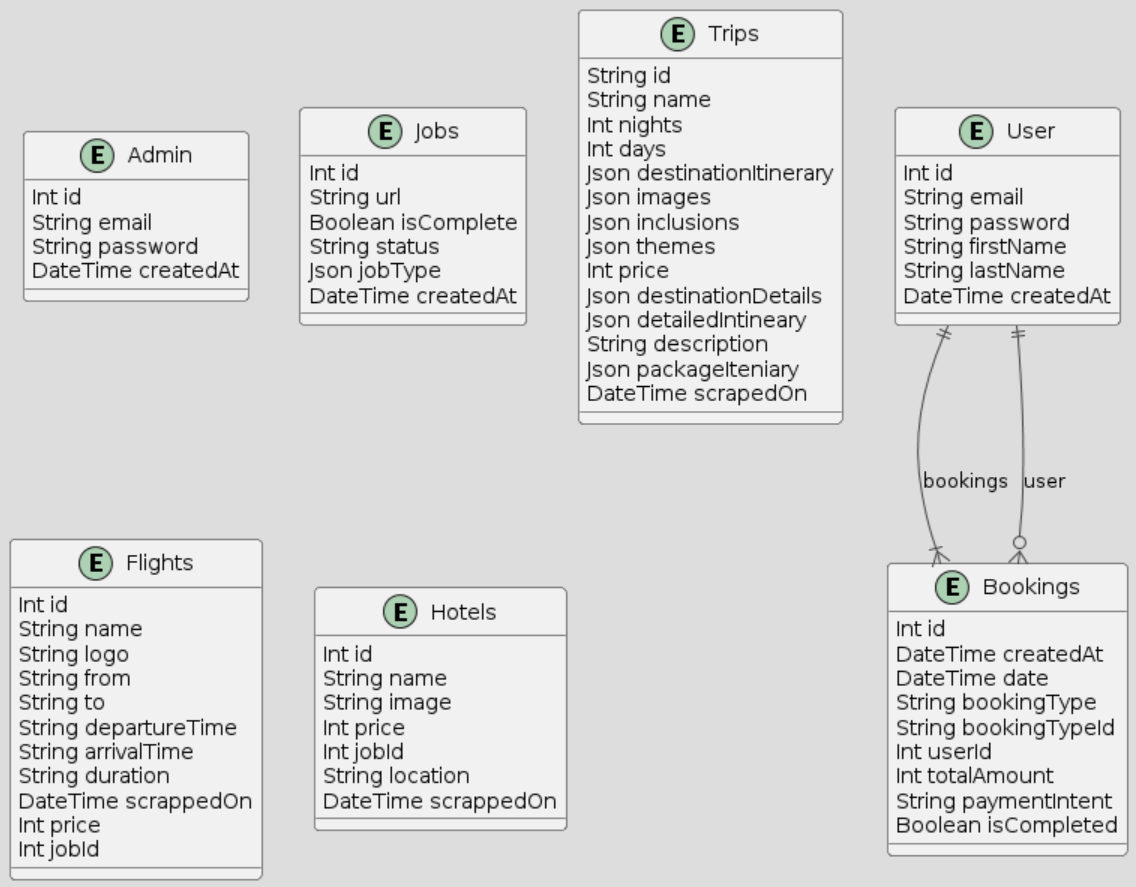 E Admin
Int id
String email
String password
DateTime createdAt
E Jobs
Int id
String url
Boolean isComplete
String status
Json jobType
DateTime createdAt
E Trips
String id
String name
Int nights
Int days
Json destinationItinerary
Json images
Json inclusions
Json themes
Int price
Json destinationDetails
Json detailedIntineary
String description
Json packageIteniary
DateTime scrapedOn
E User
Int id
String email
String password
String firstName
String lastName
DateTime createdAt
bookings
user
E Flights
Int id
String name
String logo
String from
String to
String departureTime
String arrivalTime
String duration
DateTime scrappedOn
Int price
Int jobId
E Hotels
Int id
String name
String image
Int price
Int jobId
String location
DateTime scrappedOn
E Bookings
Int id
DateTime createdAt
DateTime date
String bookingType
String bookingTypeId
Int userId
Int totalAmount
String paymentIntent
Boolean isCompleted